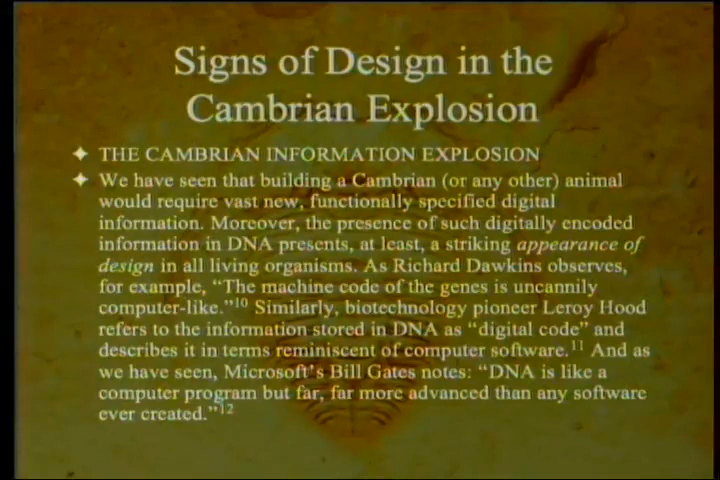 Signs of Design in the
Cambrian Explosion
✦ THE CAMBRIAN INFORMATION EXPLOSION
✦ We have seen that building a Cambrian (or any other) animal
would require vast new, functionally specified digital
information. Moreover, the presence of such digitally encoded
information in DNA presents, at least, a striking appearance of
design in all living organisms. As Richard Dawkins observes,
for example, “The machine code of the genes is uncannily
computer-like.”10 Similarly, biotechnology pioneer Leroy Hood
refers to the information stored in DNA as “digital code” and
describes it in terms reminiscent of computer software.11 And as
we have seen, Microsoft’s Bill Gates notes: “DNA is like a
computer program but far, far more advanced than any software
ever created.”12